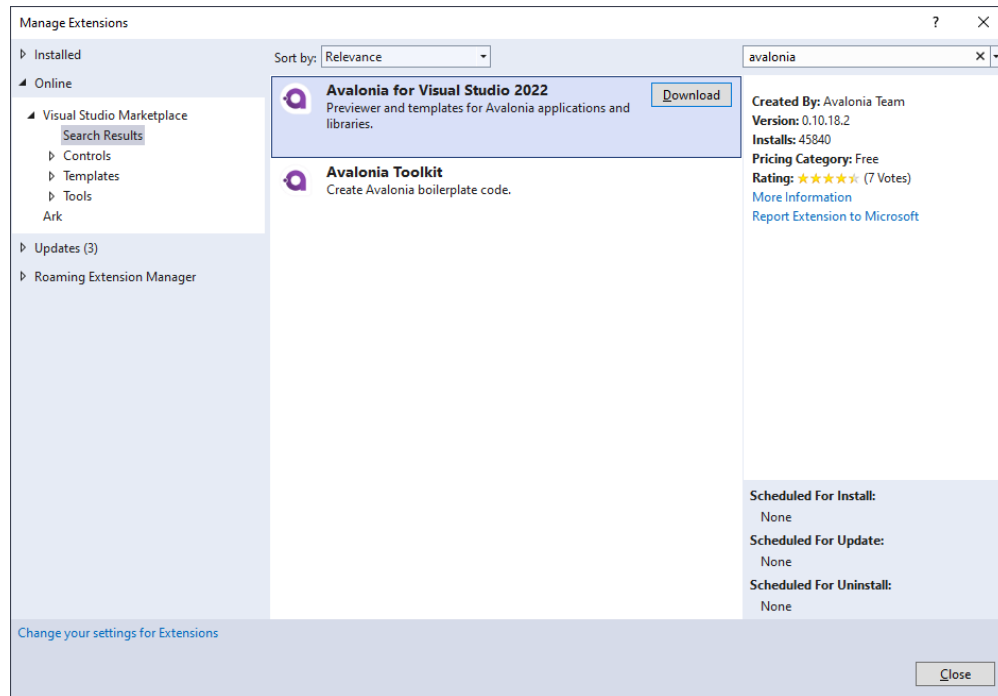 Manage Extensions
?
Installed
Online
Visual Studio Marketplace
Search Results
Controls
Templates
Tools
Ark
Updates (3)
Roaming Extension Manager
Sort by: Relevance
Avalonia for Visual Studio 2022
Previewer and templates for Avalonia applications and
libraries.
Download
Avalonia Toolkit
Create Avalonia boilerplate code.
avalonia
Created By: Avalonia Team
Version: 0.10.18.2
Installs: 45840
Pricing Category: Free
Rating: (7 Votes)
More Information
Report Extension to Microsoft
Scheduled For Install:
None
Scheduled For Update:
None
Scheduled For Uninstall:
None
Change your settings for Extensions
Close